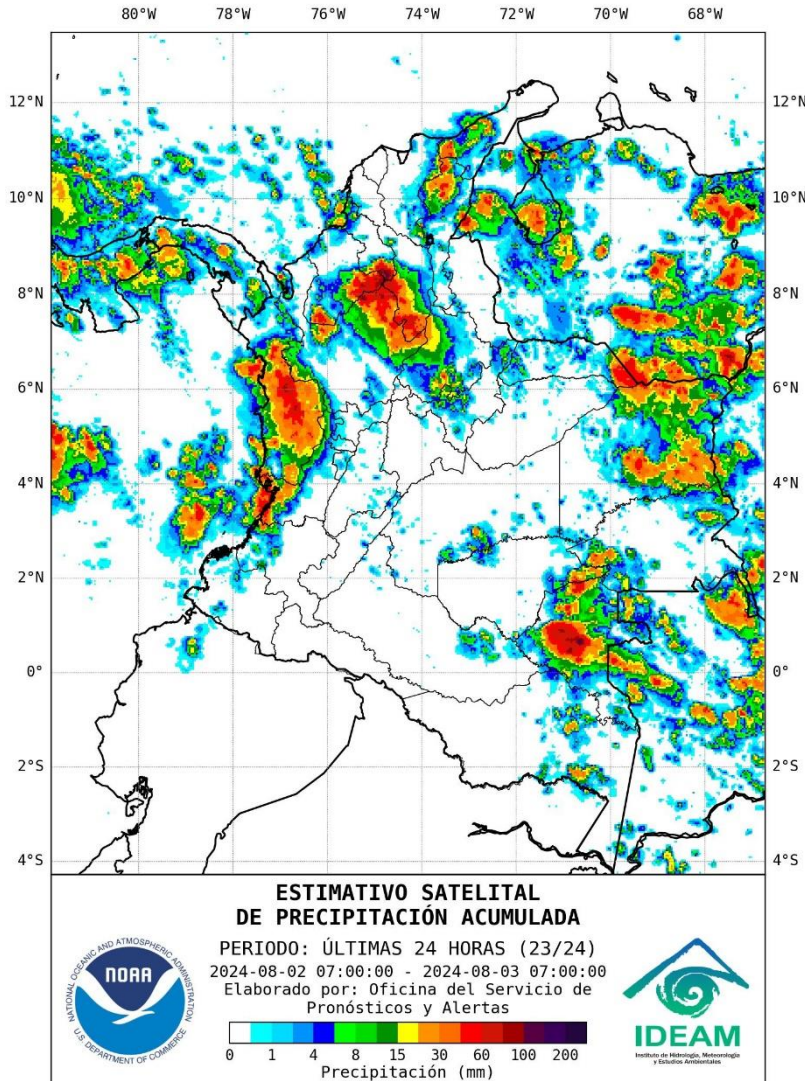 80°W 78°W 76°W 74°W 72°W 70°W 68°W
12°N 12°N
10°N 10°N
8°N 8°N
6°N 6°N
4°N 4°N
2°N 2°N
0° 0°
2°S 2°S
4°S 4°S
ESTIMATIVO SATELITAL
DE PRECIPITACIÓN ACUMULADA
PERIODO: ÚLTIMAS 24 HORAS (23/24)
2024-08-02 07:00:00 - 2024-08-03 07:00:00
Elaborado por: Oficina del Servicio de
Pronósticos y Alertas
0 1 4 8 15 30 60 100 200
Precipitación (mm)
NATIONAL OCEANIC AND ATMOSPHERIC ADMINISTRATION
NOAA
U.S. DEPARTMENT OF COMMERCE
IDEAM
Instituto de Hidrología, Meteorología
y Estudios Ambientales